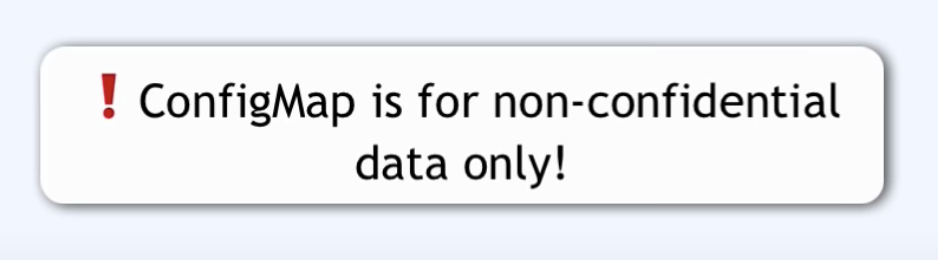 ❗ConfigMap is for non-confidential
data only!